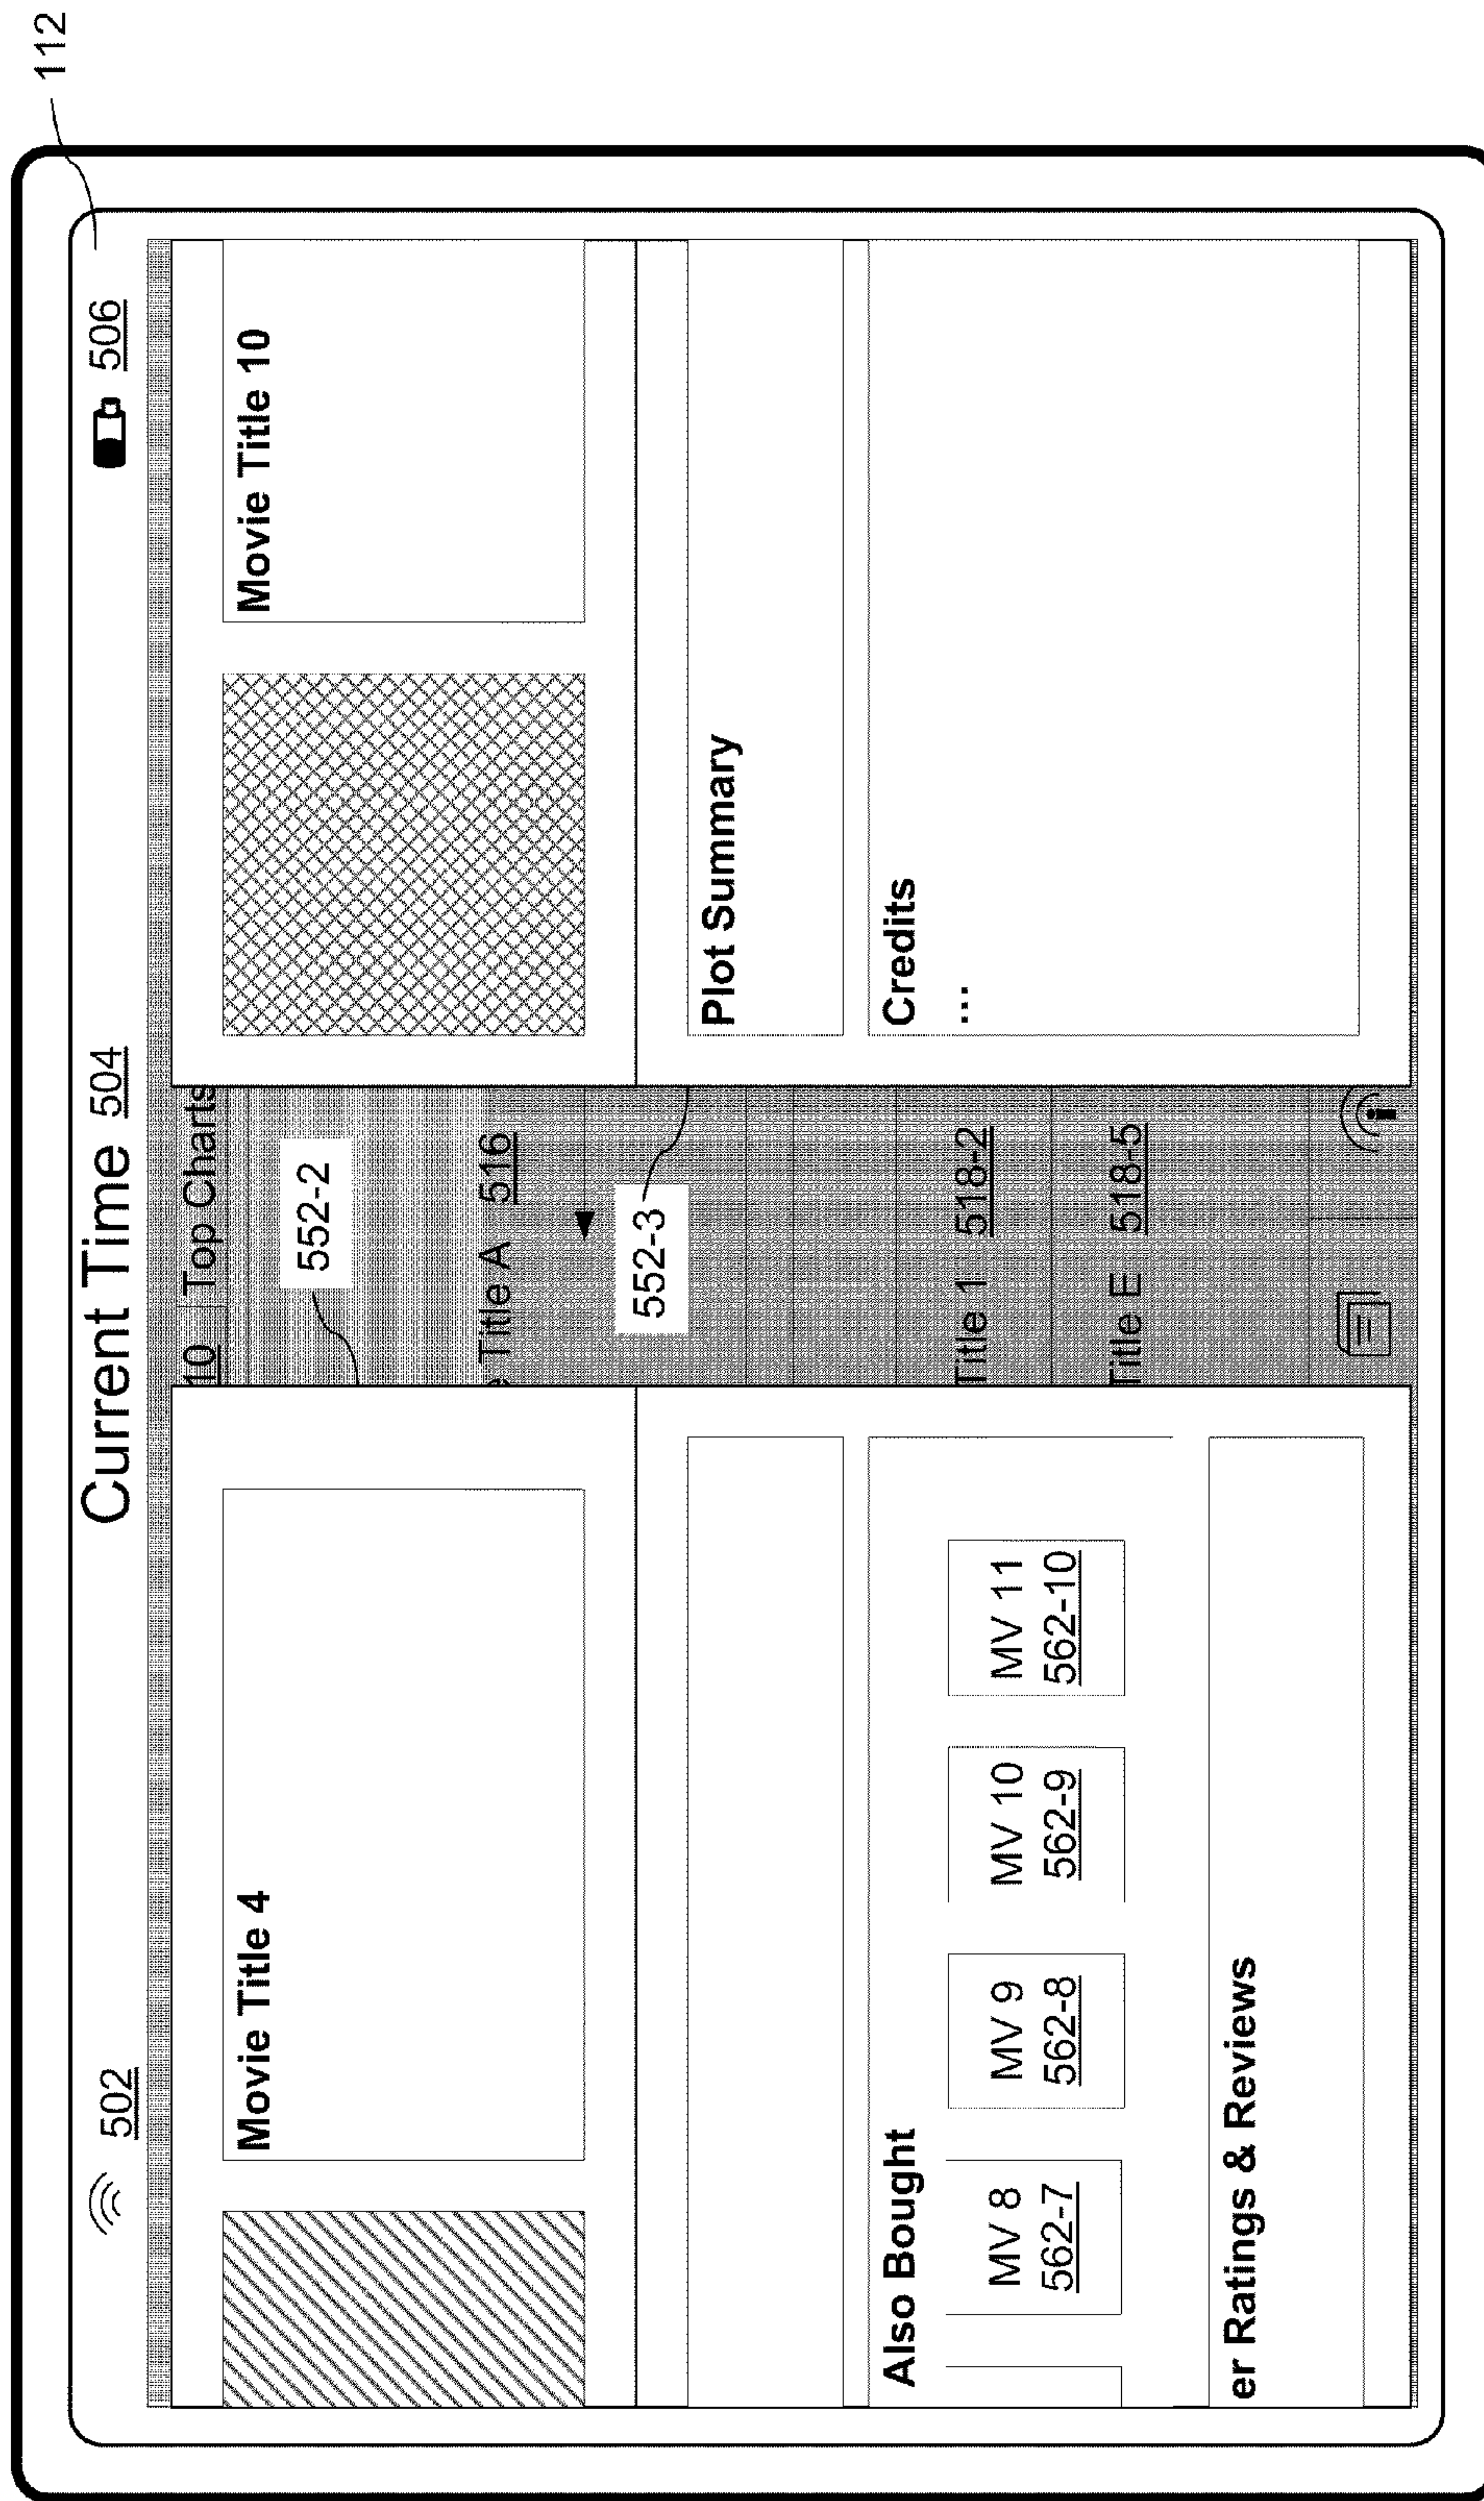 112
502
Current Time 504
506
10
Top Charts
Movie Title 4
Movie Title 10
552-2
Title A 516
552-3
Plot Summary
Also Bought
Credits
...
MV 8
562-7
MV 9
562-8
MV 10
562-9
MV 11
562-10
Title 1 518-2
Title E 518-5
er Ratings & Reviews